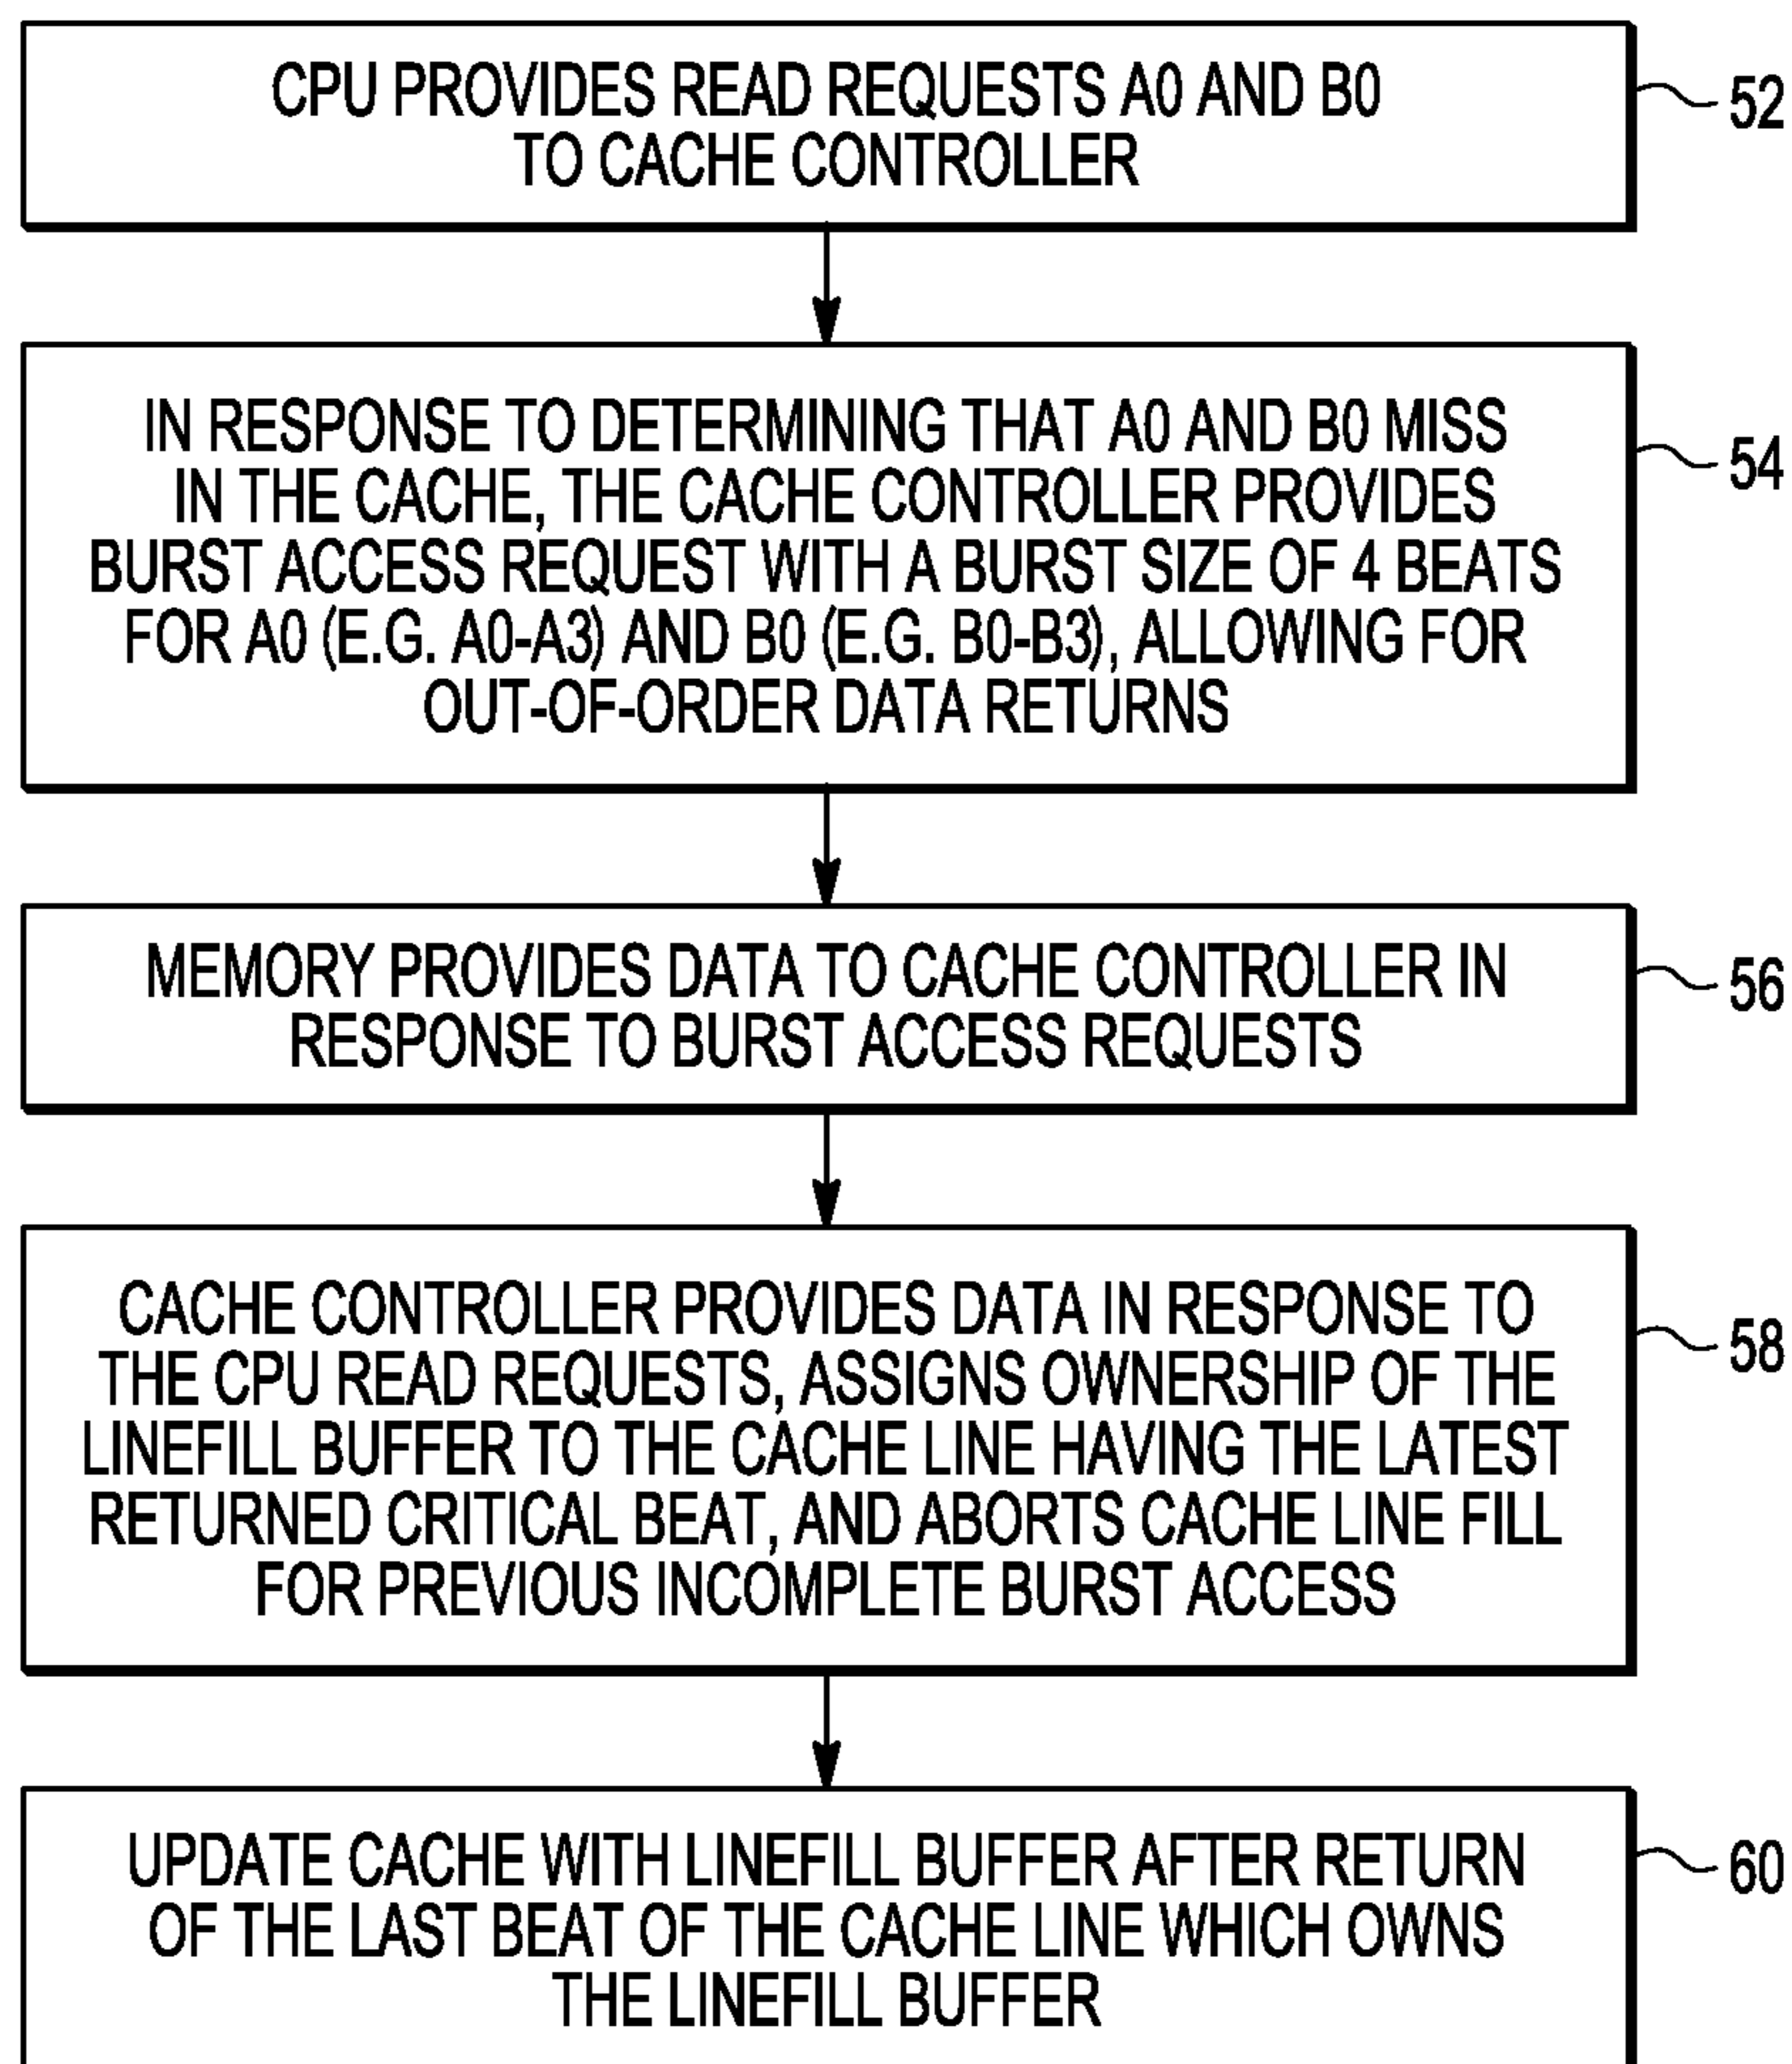 CPU PROVIDES READ REQUESTS A0 AND B0
TO CACHE CONTROLLER
52
IN RESPONSE TO DETERMINING THAT A0 AND B0 MISS
IN THE CACHE, THE CACHE CONTROLLER PROVIDES
BURST ACCESS REQUEST WITH A BURST SIZE OF 4 BEATS
FOR A0 (E.G. A0-A3) AND B0 (E.G. B0-B3), ALLOWING FOR
OUT-OF-ORDER DATA RETURNS
54
MEMORY PROVIDES DATA TO CACHE CONTROLLER IN
RESPONSE TO BURST ACCESS REQUESTS
56
CACHE CONTROLLER PROVIDES DATA IN RESPONSE TO
THE CPU READ REQUESTS, ASSIGNS OWNERSHIP OF THE
LINEFILL BUFFER TO THE CACHE LINE HAVING THE LATEST
RETURNED CRITICAL BEAT, AND ABORTS CACHE LINE FILL
FOR PREVIOUS INCOMPLETE BURST ACCESS
58
UPDATE CACHE WITH LINEFILL BUFFER AFTER RETURN
OF THE LAST BEAT OF THE CACHE LINE WHICH OWNS
THE LINEFILL BUFFER
60